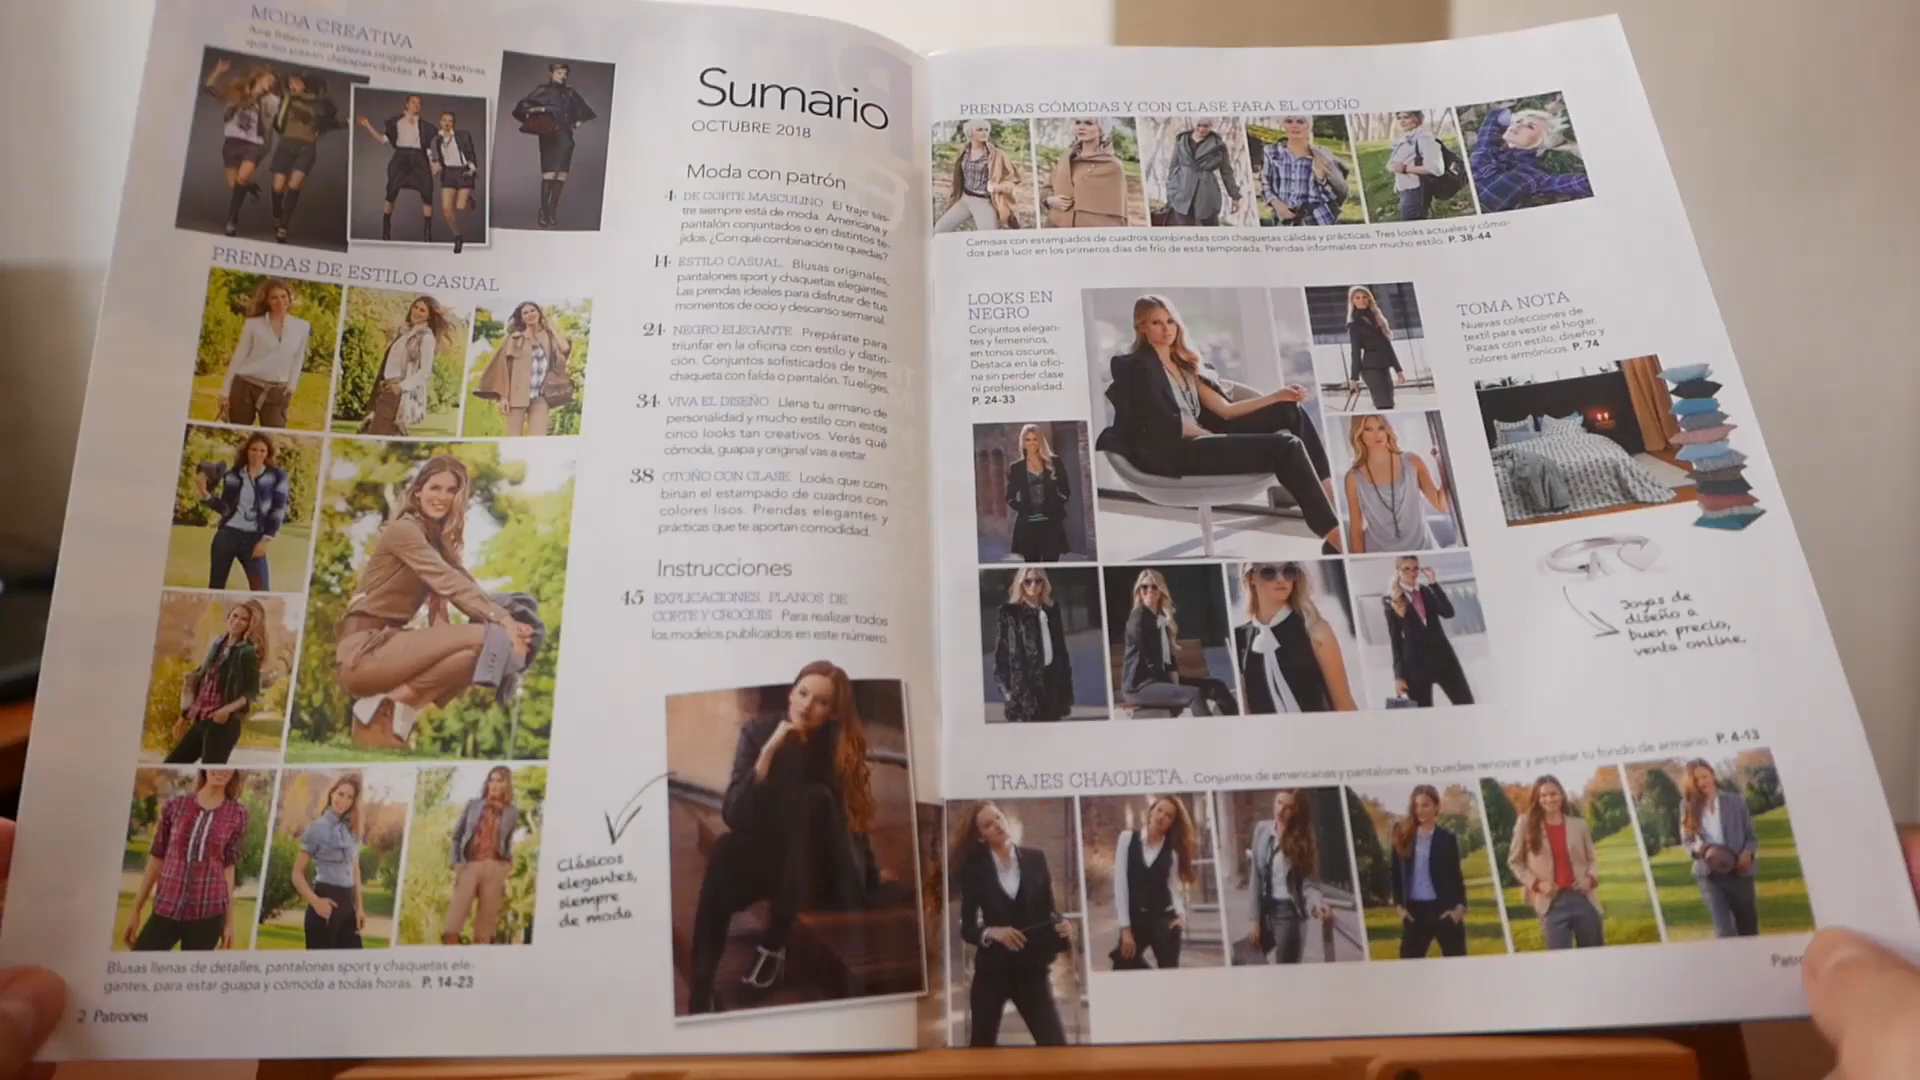 MODA CREATIVA
Aire fresco con piezas originales y creativas
que no pasan desapercibidas. P. 34-36
PRENDAS DE ESTILO CASUAL
Blusas llenas de detalles, pantalones sport y chaquetas ele-
gantes, para estar guapa y cómoda a todas horas. P. 14-23
2 Patrones
Sumario
OCTUBRE 2018
Moda con patrón
4 DE CORTE MASCULINO El traje sas-
tre siempre está de moda. Americana y
pantalón conjuntados o en distintos te-
jidos. ¿Con qué combinación te quedas?
14 ESTILO CASUAL Blusas originales,
pantalones sport y chaquetas elegantes.
Las prendas ideales para disfrutar de tus
momentos de ocio y descanso semanal.
24 NEGRO ELEGANTE Prepárate para
triunfar en la oficina con estilo y distin-
ción. Conjuntos sofisticados de trajes
chaqueta con falda o pantalón. Tu eliges.
34 VIVA EL DISEÑO Llena tu armario de
personalidad y mucho estilo con estos
cinco looks tan creativos. Verás qué
cómoda, guapa y original vas a estar.
38 OTOÑO CON CLASE Looks que com
binan el estampado de cuadros con
colores lisos. Prendas elegantes y
prácticas que te aportan comodidad.
Instrucciones
45 EXPLICACIONES, PLANOS DE
CORTE Y CROQUIS Para realizar todos
los modelos publicados en este número.
Clásicos
elegantes,
siempre
de moda
PRENDAS CÓMODAS Y CON CLASE PARA EL OTOÑO
Camisas con estampados de cuadros combinadas con chaquetas cálidas y prácticas. Tres looks actuales y cómo-
dos para lucir en los primeros días de frío de esta temporada. Prendas informales con mucho estilo. P. 38-44
LOOKS EN
NEGRO
Conjuntos elegan-
tes y femeninos,
en tonos oscuros.
Destaca en la ofici-
na sin perder clase
ni profesionalidad.
P. 24-33
TOMA NOTA
Nuevas colecciones de
textil para vestir el hogar.
Piezas con estilo, diseño y
colores armónicos. P. 74
Joyas de
diseño a
buen precio,
venta online.
TRAJES CHAQUETA. Conjuntos de americanas y pantalones. Ya puedes renovar y ampliar tu fondo de armario. P. 4-13
Patro